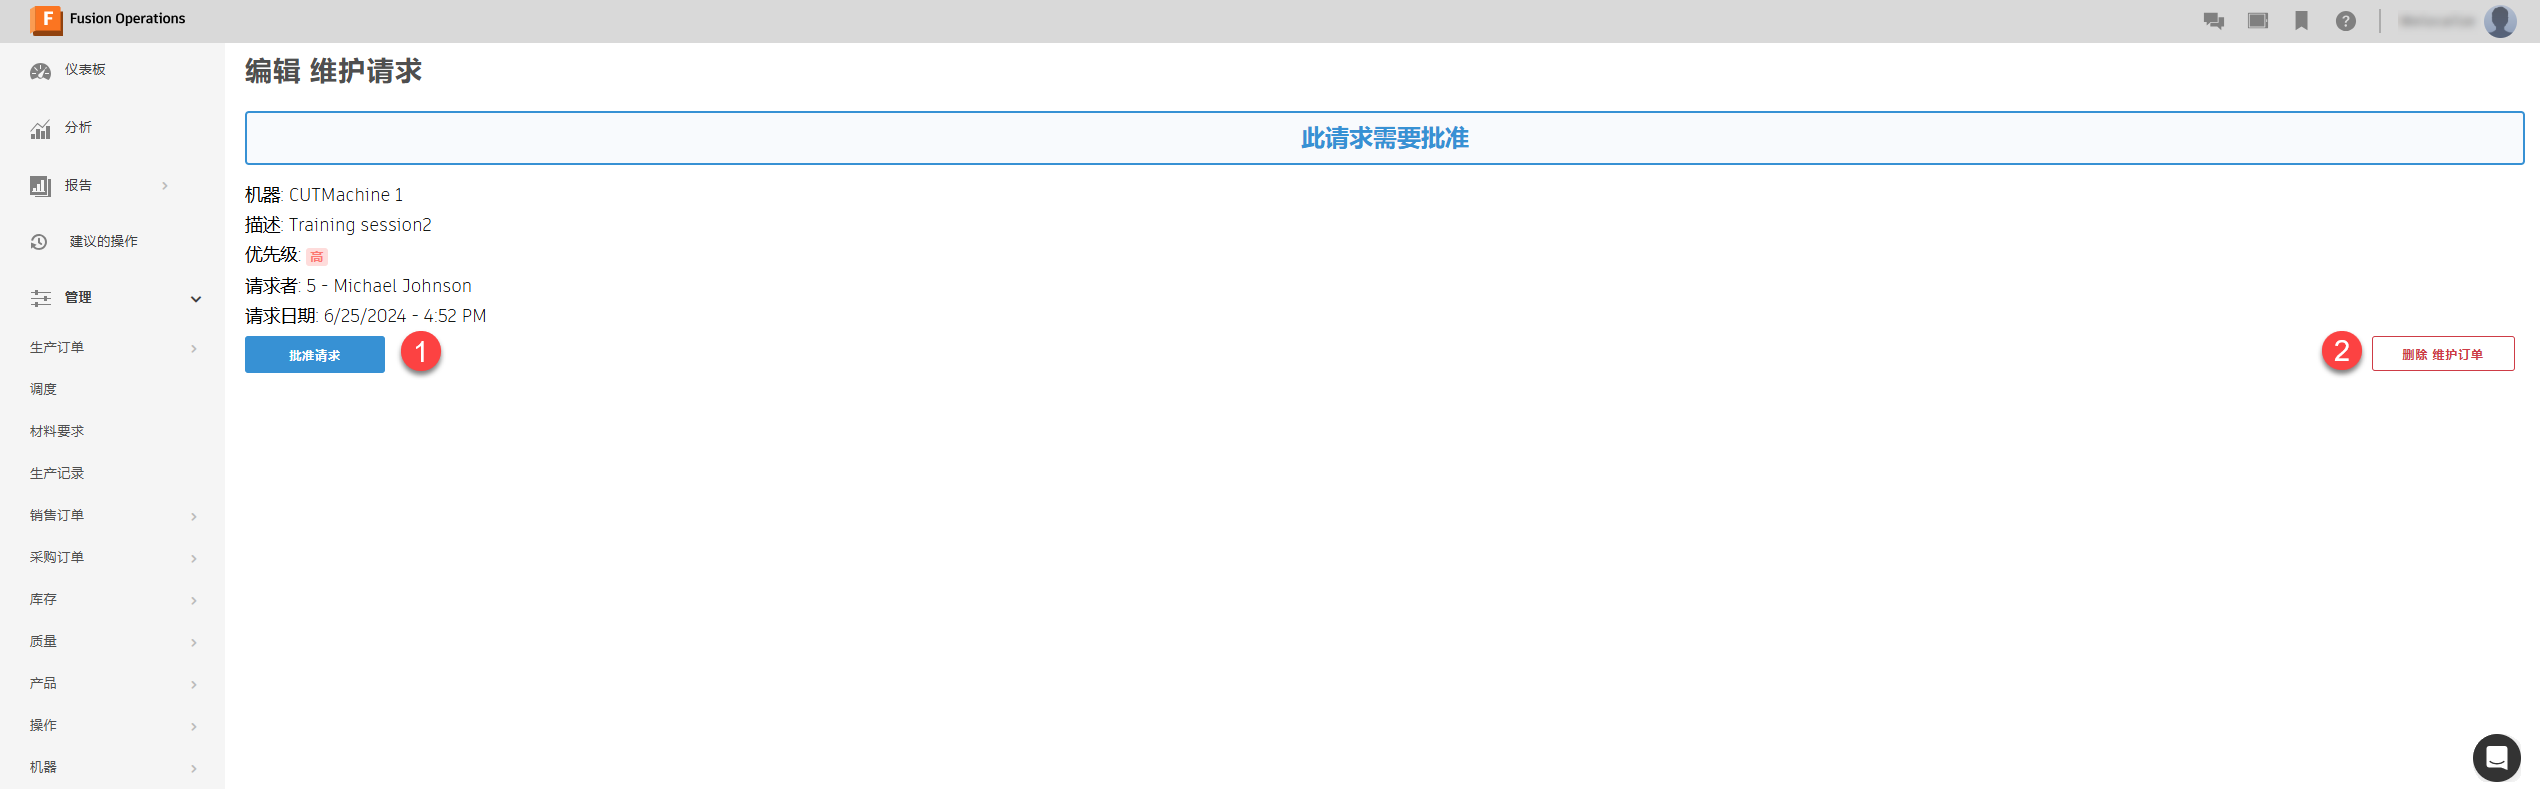 F Fusion Operations
仪表板
分析
报告
建议的操作
管理
生产订单
调度
材料要求
生产记录
销售订单
采购订单
库存
质量
产品
操作
机器
编辑 维护请求
此请求需要批准
机器: CUTMachine 1
描述: Training session2
优先级: 高
请求者: 5 - Michael Johnson
请求日期: 6/25/2024 - 4:52 PM
批准请求 1
2 删除 维护订单